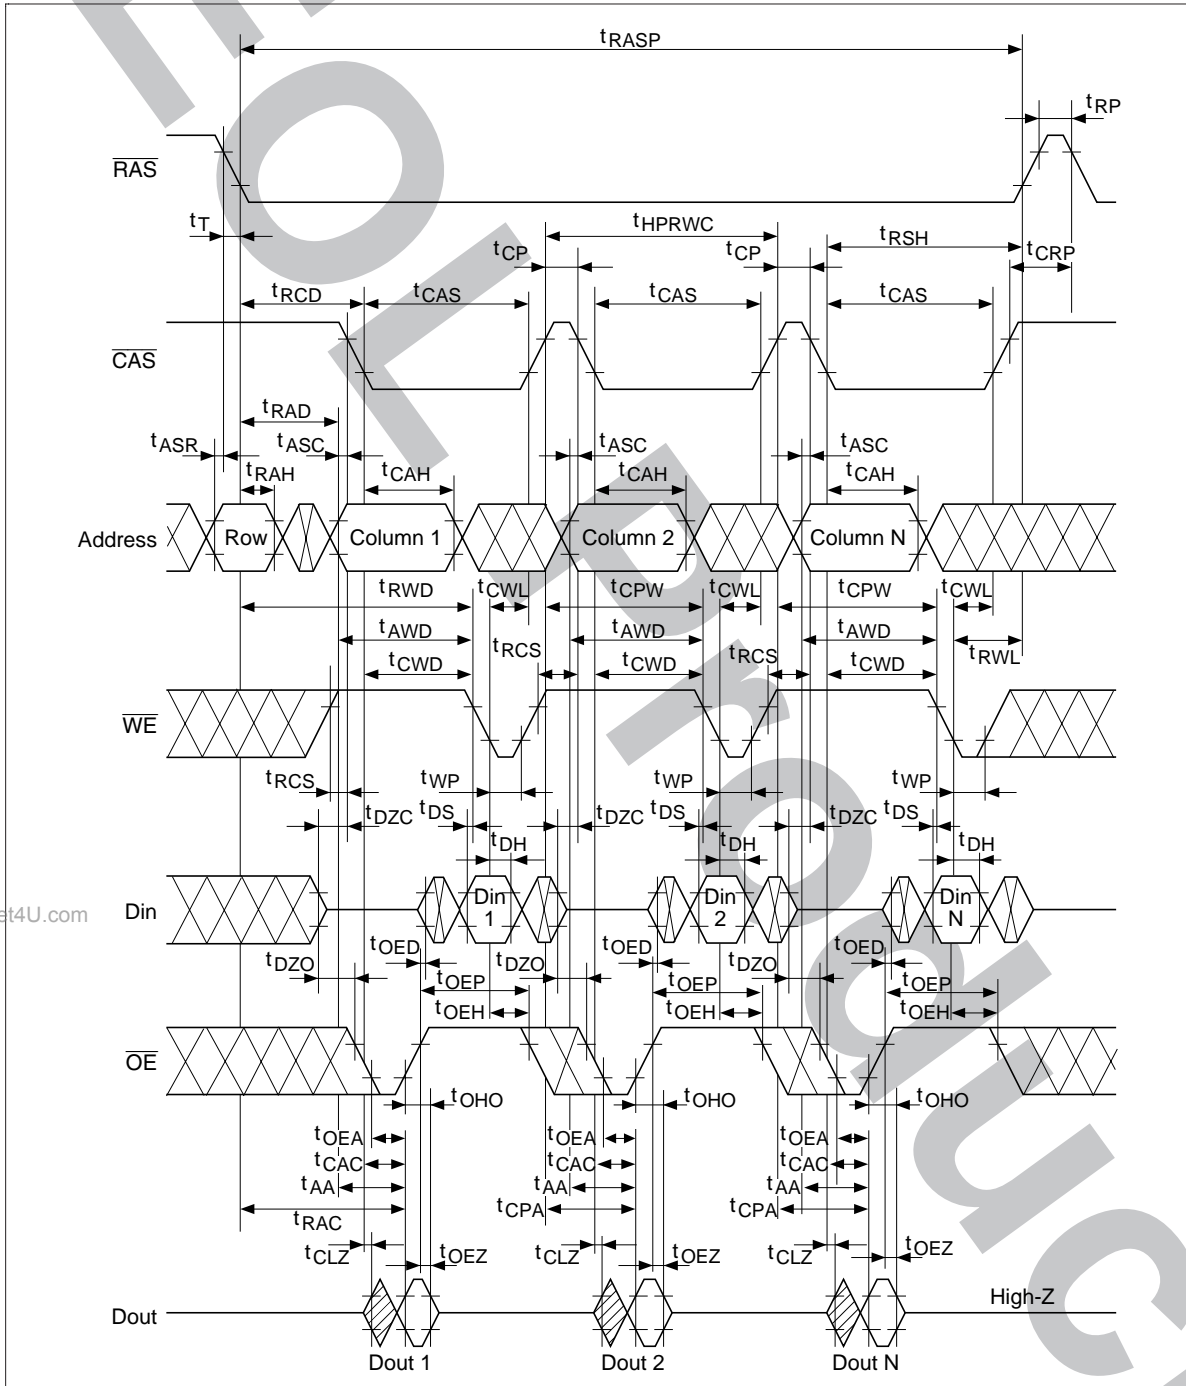 tRASP
tRP
RAS
tT
tHPRWC
tRSH
tCP
tCP
tCRP
tRCD
tCAS
tCAS
tCAS
CAS
tRAD
tASR
tASC
tASC
tASC
tRAH
tCAH
tCAH
tCAH
Address
Row
Column 1
Column 2
Column N
tRWD
tCWL
tCPW
tCWL
tCPW
tCWL
tAWD
tAWD
tAWD
tRCS
tCWD
tCWD
tRCS
tCWD
tRWL
WE
tRCS
tWP
tWP
tWP
tDZC
tDS
tDZC
tDS
tDZC
tDS
tDH
tDH
tDH
et4U.com
Din
Din 1
Din 2
Din N
tOED
tOED
tOED
tDZO
tDZO
tDZO
tOEP
tOEP
tOEP
tOEH
tOEH
tOEH
OE
tOHO
tOHO
tOHO
tOEA
tOEA
tOEA
tCAC
tCAC
tCAC
tAA
tAA
tAA
tRAC
tCPA
tCPA
tCLZ
tOEZ
tCLZ
tOEZ
tCLZ
tOEZ
High-Z
Dout
Dout 1
Dout 2
Dout N
EOL Produc